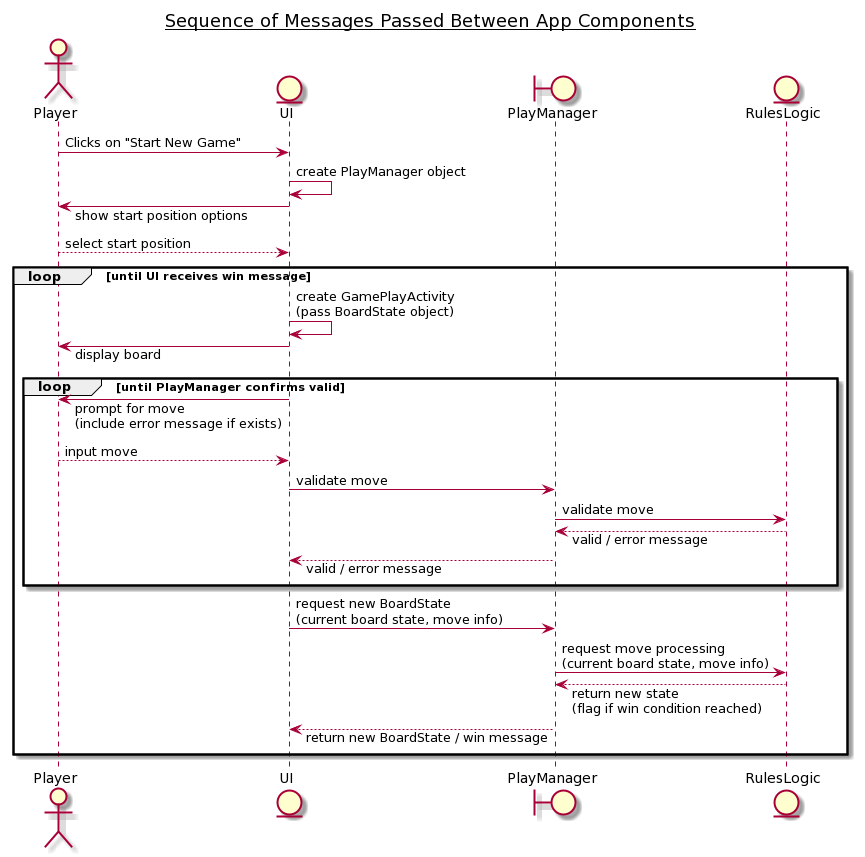 Sequence of Messages Passed Between App Components
Player
UI
PlayManager
RulesLogic
Clicks on "Start New Game"
create PlayManager object
show start position options
select start position
loop [until UI receives win message]
create GamePlayActivity
(pass BoardState object)
display board
loop [until PlayManager confirms valid]
prompt for move
(include error message if exists)
input move
validate move
validate move
valid / error message
valid / error message
request new BoardState
(current board state, move info)
request move processing
(current board state, move info)
return new state
(flag if win condition reached)
return new BoardState / win message
Player
UI
PlayManager
RulesLogic